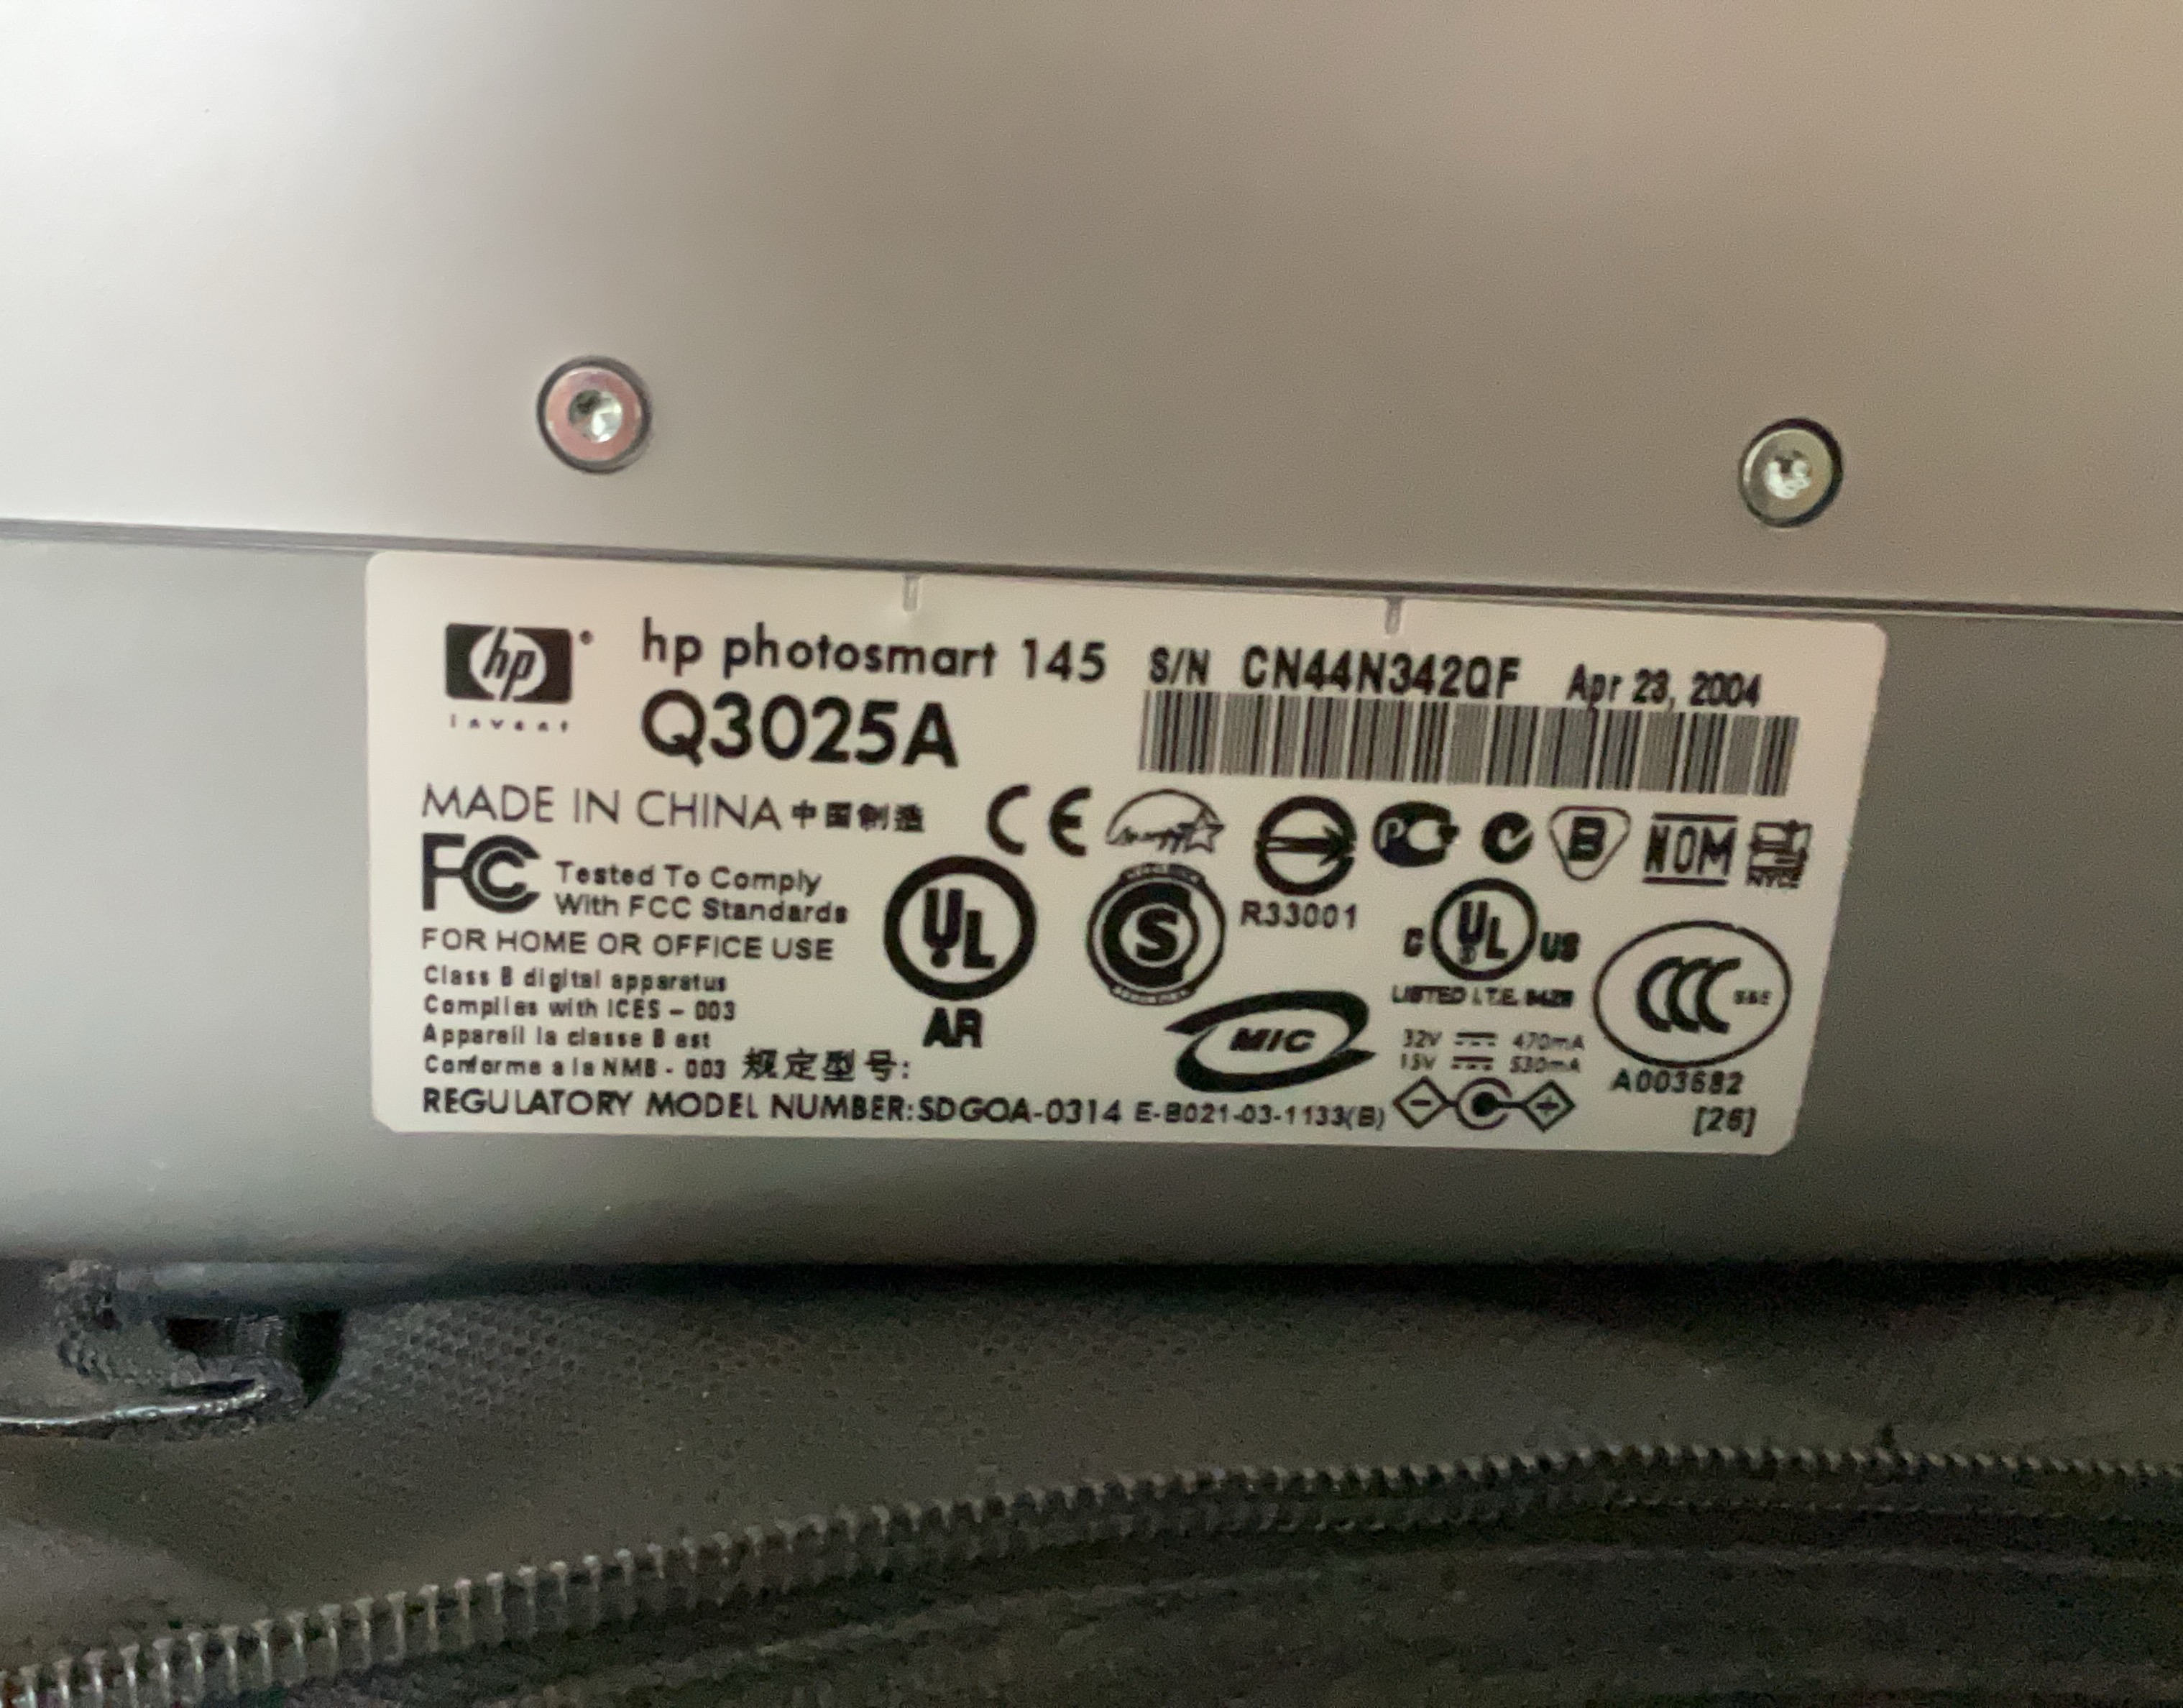 hp
invent
hp photosmart 145
Q3025A
S/N CN44N342QF Apr 23, 2004
MADE IN CHINA 中国制造
CE
PC
B
NOM
NYCE
FC Tested To Comply
With FCC Standards
FOR HOME OR OFFICE USE
Class B digital apparatus
Complies with ICES - 003
Appareil la classe B est
Conforme a la NMB - 003 规定型号:
REGULATORY MODEL NUMBER: SDGOA-0314 E-B021-03-1133(B)
UL
AR
S
R33001
C UL US
LISTED I.T.E.
MIC
32V 470mA
15V 530mA
CCC S&E
A003682
[26]